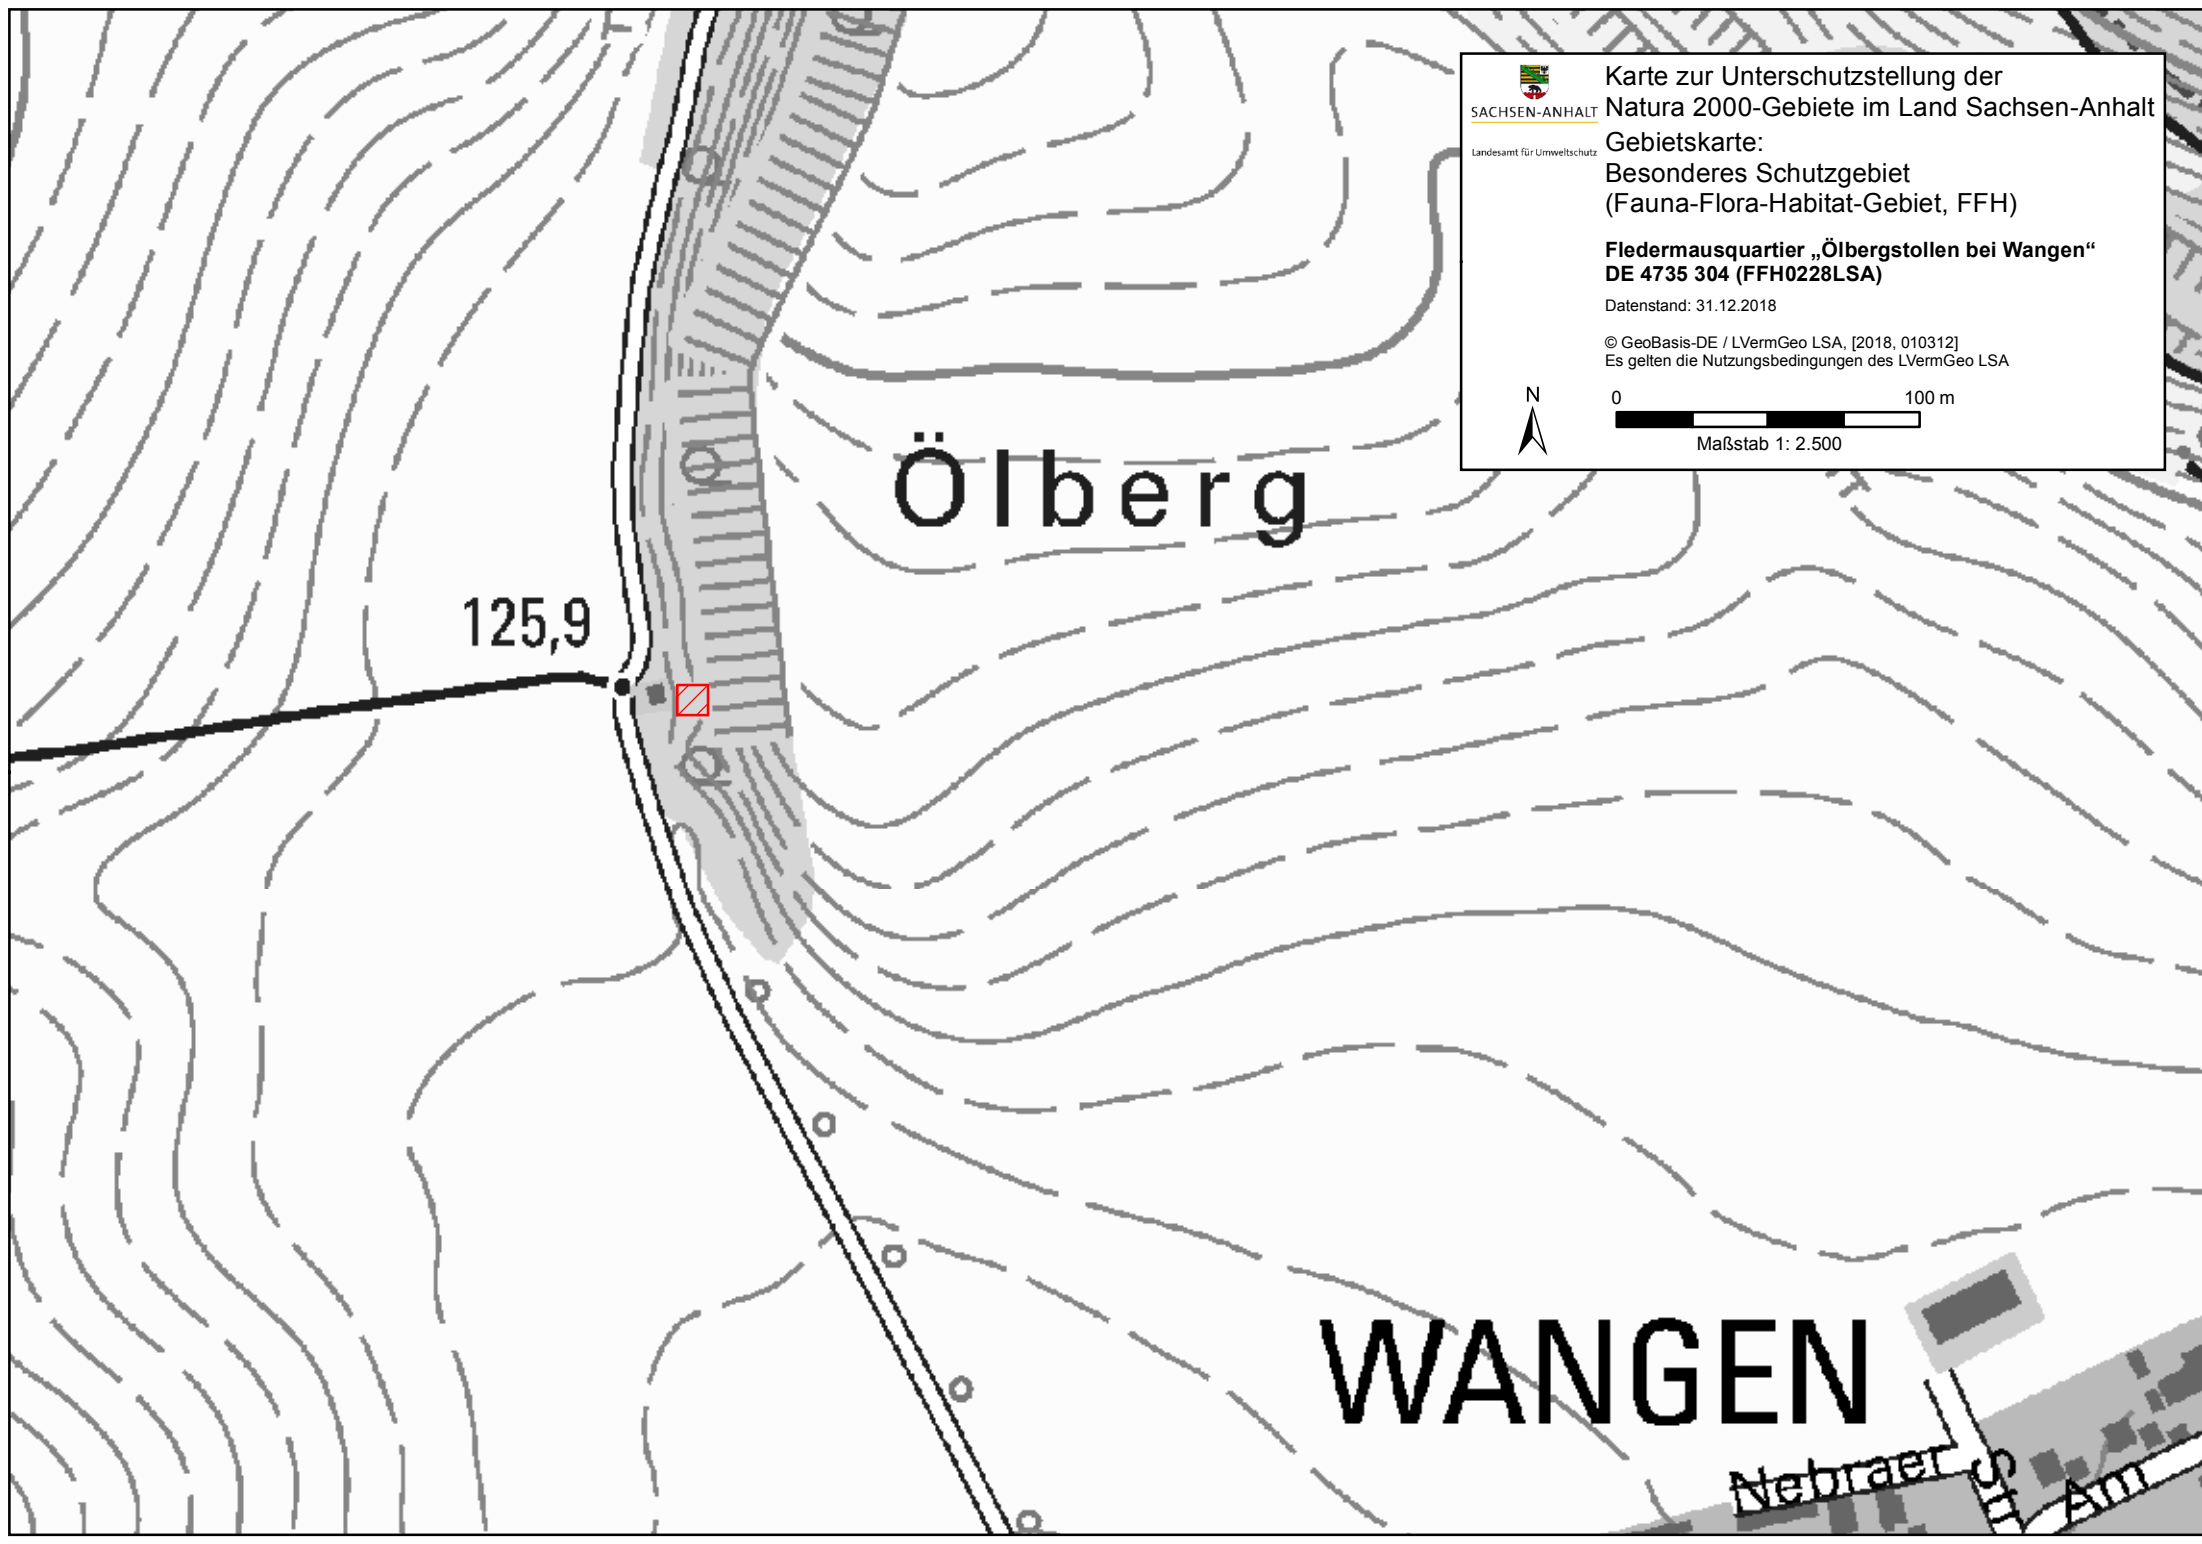 SACHSEN-ANHALT
Landesamt für Umweltschutz
Karte zur Unterschutzstellung der
Natura 2000-Gebiete im Land Sachsen-Anhalt
Gebietskarte:
Besonderes Schutzgebiet
(Fauna-Flora-Habitat-Gebiet, FFH)
Fledermausquartier „Ölbergstollen bei Wangen“
DE 4735 304 (FFH0228LSA)
Datenstand: 31.12.2018
© GeoBasis-DE / LVermGeo LSA, [2018, 010312]
Es gelten die Nutzungsbedingungen des LVermGeo LSA
N
0 100 m
Maßstab 1: 2.500
Ölberg
125,9
WANGEN
Nebraer
Am